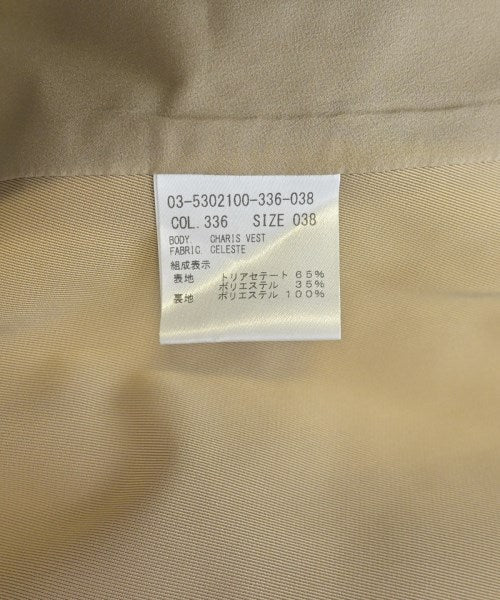 03-5302100-336-038
COL.336 SIZE 038
BODY. CHARIS VEST
FABRIC. CELESTE
組成表示
表地 トリアセテート 65%
ポリエステル 35%
裏地 ポリエステル 100%